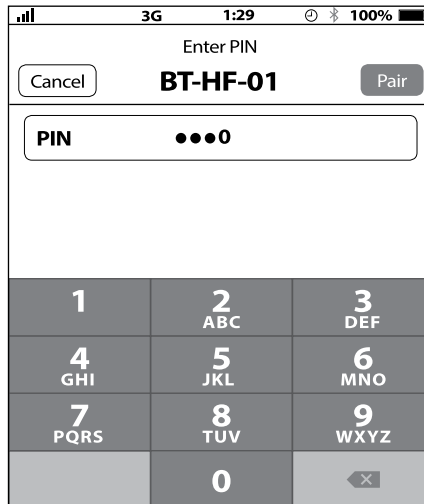 3G 1:29 100%
Enter PIN
Cancel BT-HF-01 Pair
PIN ●●●0
1 2 3
ABC DEF
4 5 6
GHI JKL MNO
7 8 9
PQRS TUV WXYZ
0